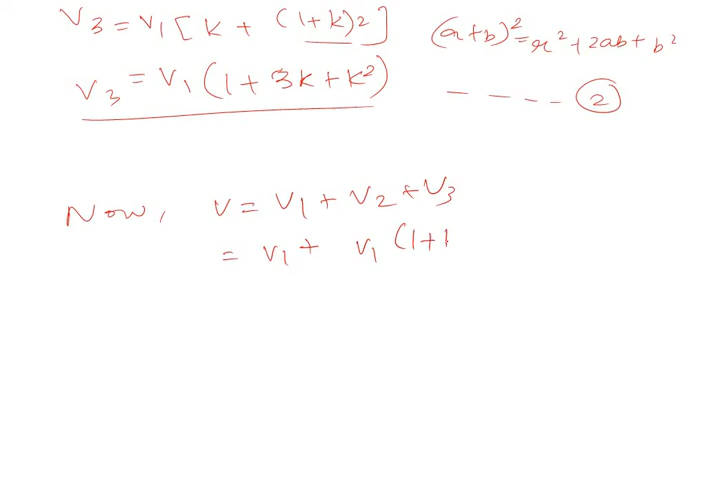 V3 = V1 [ K + (1+K)2 ] (a+b)² = a² + 2ab + b²
V3 = V1 (1 + 3K + K²) ---- 2
Now, V = V1 + V2 + V3
= V1 + V1 (1+